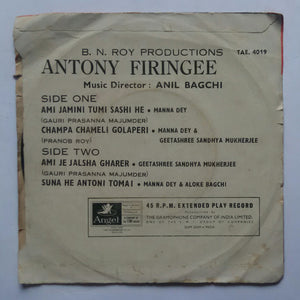 B. N. ROY PRODUCTIONS
TAE. 4019
ANTONY FIRINGEE
Music Director : ANIL BAGCHI
SIDE ONE
AMI JAMINI TUMI SASHI HE • MANNA DEY
(GAURI PRASANNA MAJUMDER)
CHAMPA CHAMELI GOLAPERI • MANNA DEY &
(PRANOB ROY) GEETASHREE SANDHYA MUKHERJEE
SIDE TWO
AMI JE JALSHA GHARER • GEETASHREE SANDHYA MUKHERJEE
(GAURI PRASANNA MAJUMDER)
SUNA HE ANTONI TOMAI • MANNA DEY & ALOKE BAGCHI
Angel
45 R.P.M. EXTENDED PLAY RECORD
THE GRAMOPHONE COMPANY OF INDIA LIMITED
DUM DUM • INDIA